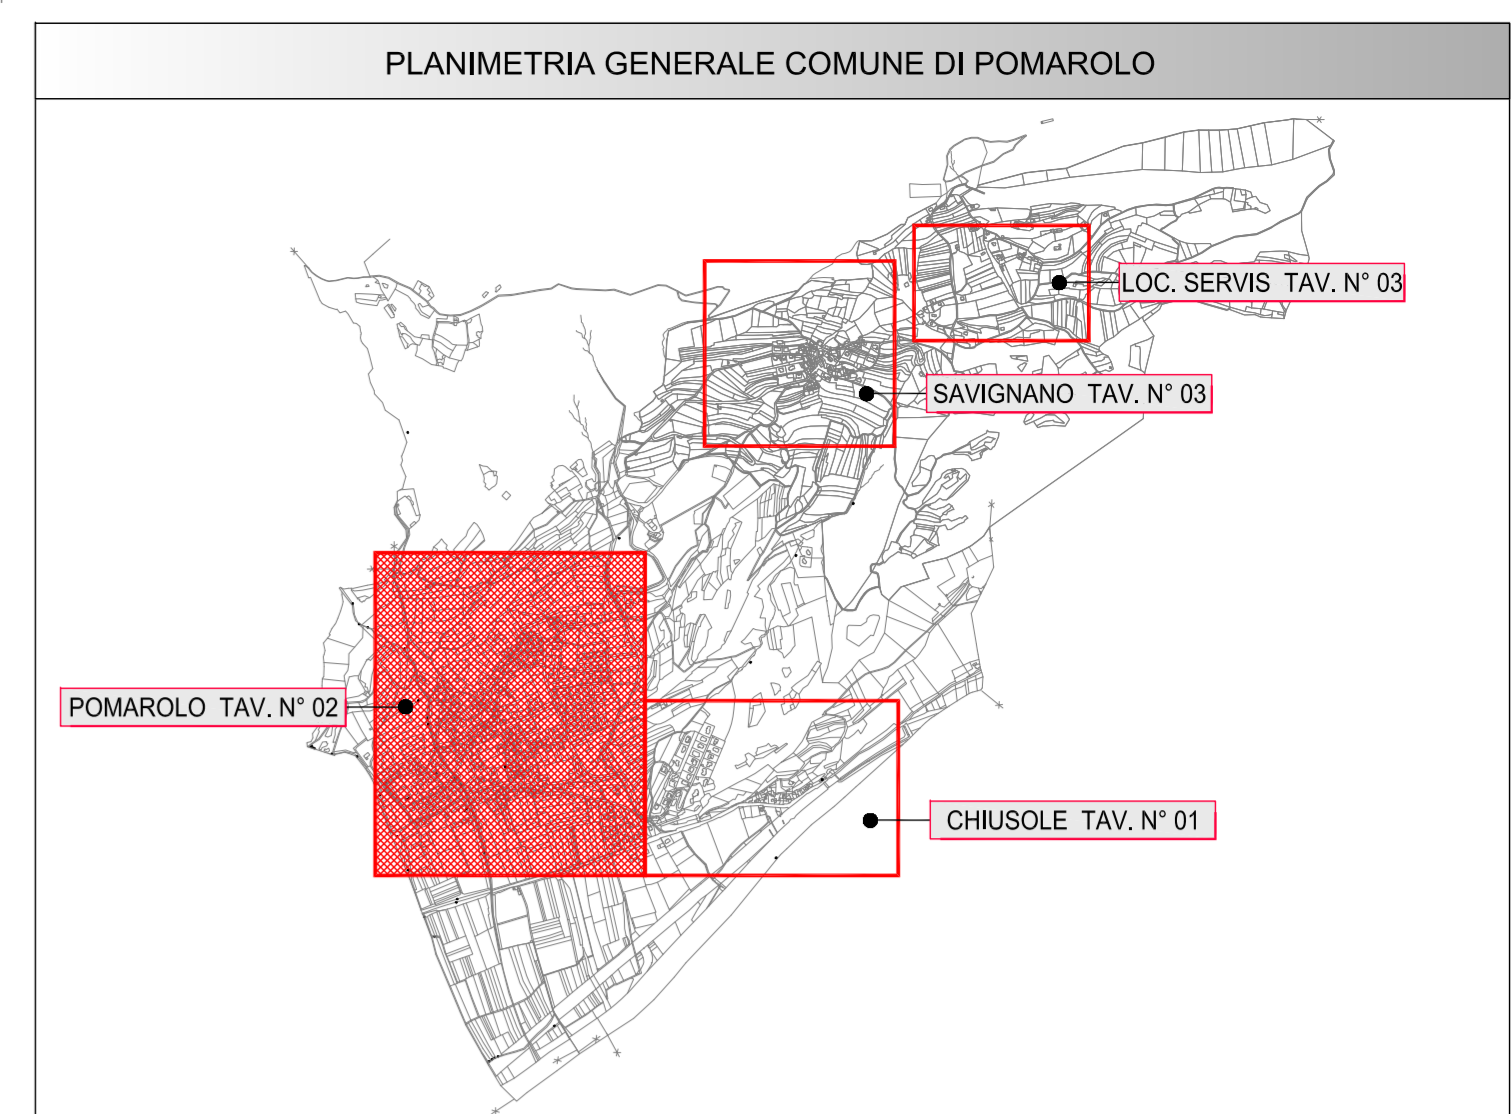 PLANIMETRIA GENERALE COMUNE DI POMAROLO
LOC. SERVIS TAV. N° 03
SAVIGNANO TAV. N° 03
POMAROLO TAV. N° 02
CHIUSOLE TAV. N° 01